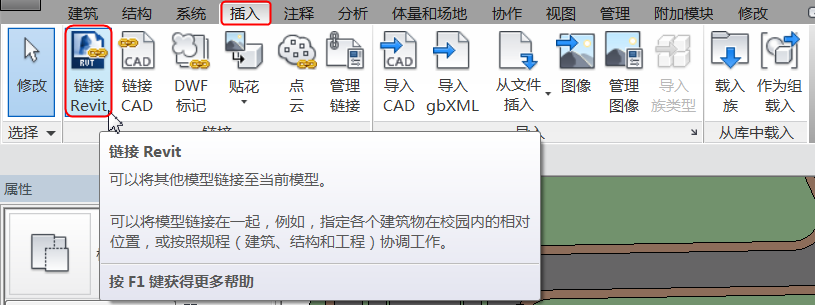 建筑 结构 系统 插入 注释 分析 体量和场地 协作 视图 管理 附加模块 修改
RVT CAD
修改 链接 链接 DWF 贴花 点 管理 导入 导入 从文件 图像 管理 导入 载入 作为组
Revit CAD 标记 云 链接 CAD gbXML 插入 图像 族类型 族 载入
选择 链接 导入 从库中载入
链接 Revit
可以将其他模型链接至当前模型。
可以将模型链接在一起，例如，指定各个建筑物在校园内的相对
位置，或按照规程（建筑、结构和工程）协调工作。
按 F1 键获得更多帮助
属性